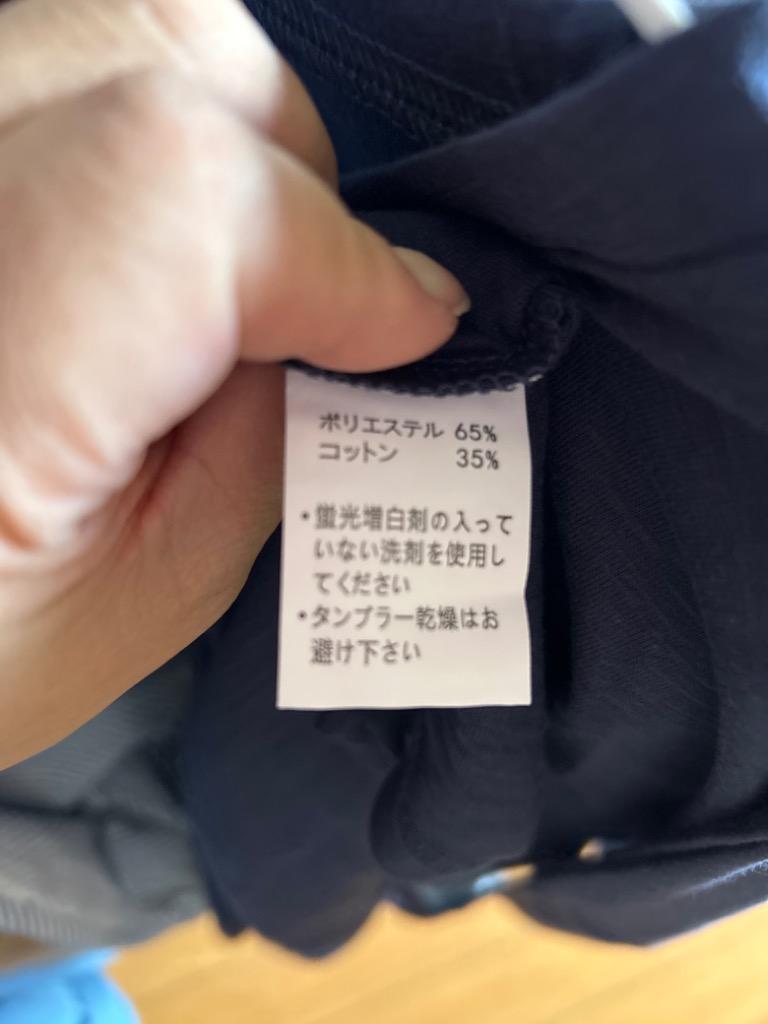 ポリエステル 65%
コットン 35%
・蛍光増白剤の入って
いない洗剤を使用し
てください
・タンブラー乾燥はお
避け下さい